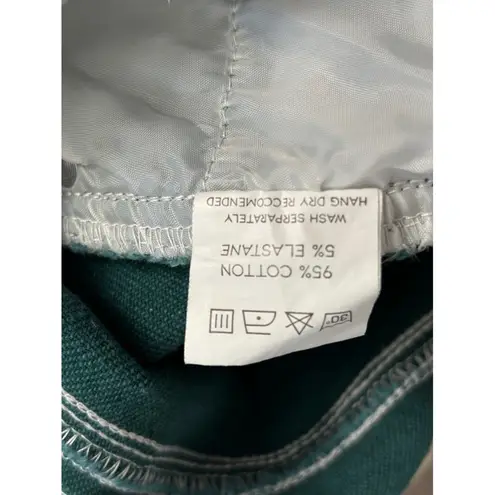 30°
95% COTTON
5% ELASTANE
WASH SERPARATELY
HANG DRY RECCOMENDED